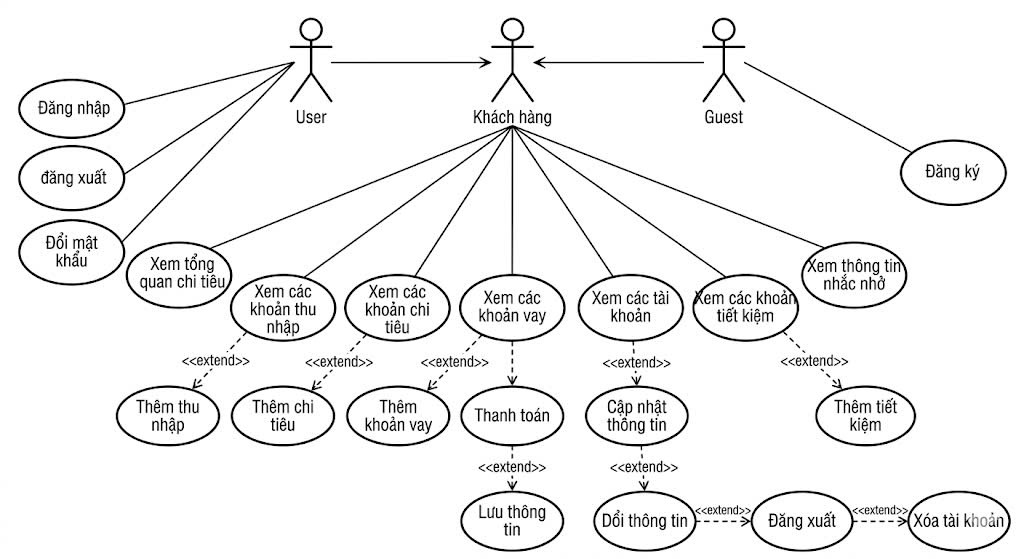 User
Khách hàng
Guest
Đăng nhập
đăng xuất
Đổi mật
khẩu
Đăng ký
Xem tổng
quan chi tiêu
Xem các
khoản thu
nhập
Xem các
khoản chi
tiêu
Xem các
khoản vay
Xem các tài
khoản
Xem các khoản
tiết kiệm
Xem thông tin
nhắc nhở
<<extend>>
<<extend>>
<<extend>>
<<extend>>
<<extend>>
Thêm thu
nhập
Thêm chi
tiêu
Thêm
khoản vay
Thanh toán
Cập nhật
thông tin
Thêm tiết
kiệm
<<extend>>
<<extend>>
Lưu thông
tin
Dổi thông tin
<<extend>>
Đăng xuất
<<extend>>
Xóa tài khoản